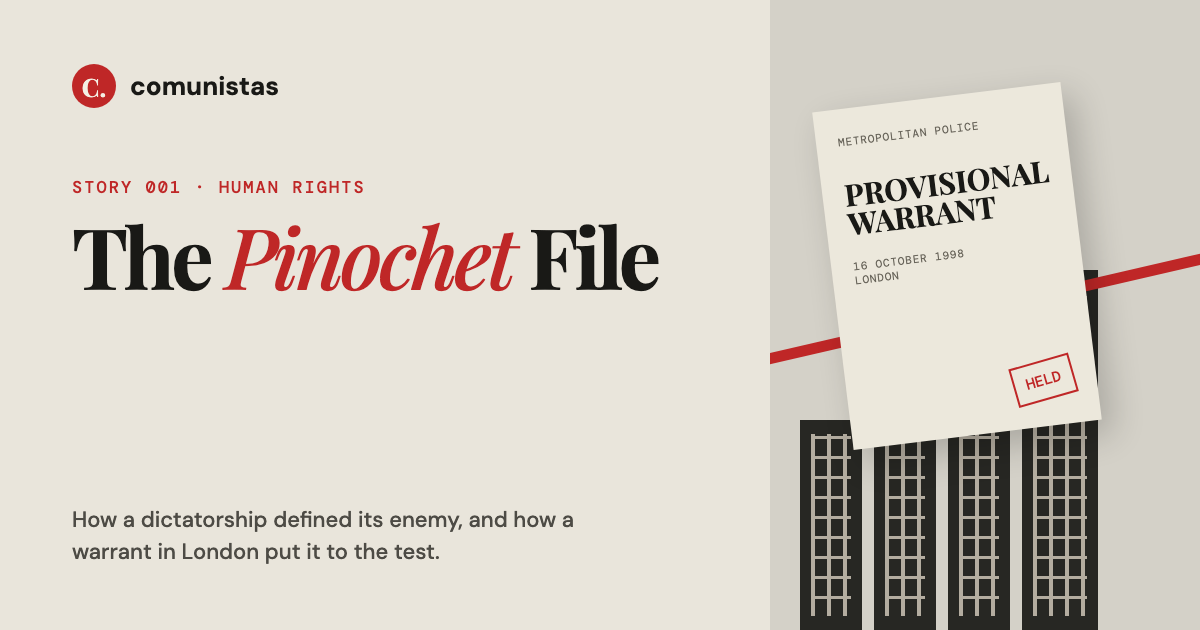 C.
comunistas
STORY 001 · HUMAN RIGHTS
The Pinochet File
How a dictatorship defined its enemy, and how a
warrant in London put it to the test.
METROPOLITAN POLICE
PROVISIONAL
WARRANT
16 OCTOBER 1998
LONDON
HELD